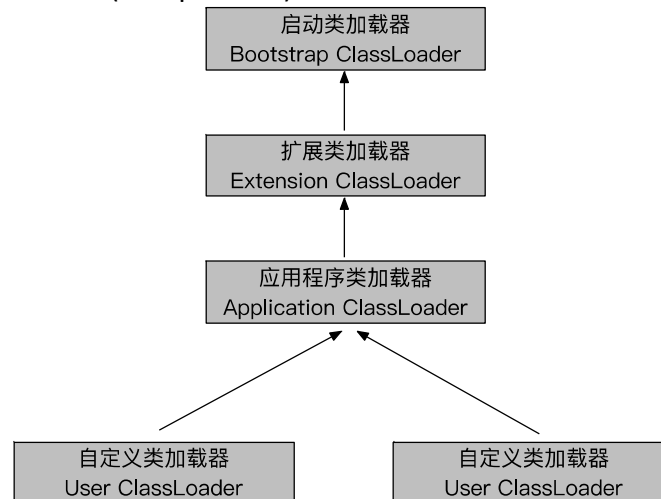 启动类加载器
Bootstrap ClassLoader
扩展类加载器
Extension ClassLoader
应用程序类加载器
Application ClassLoader
自定义类加载器
自定义类加载器
User ClassLoader
User ClassLoader